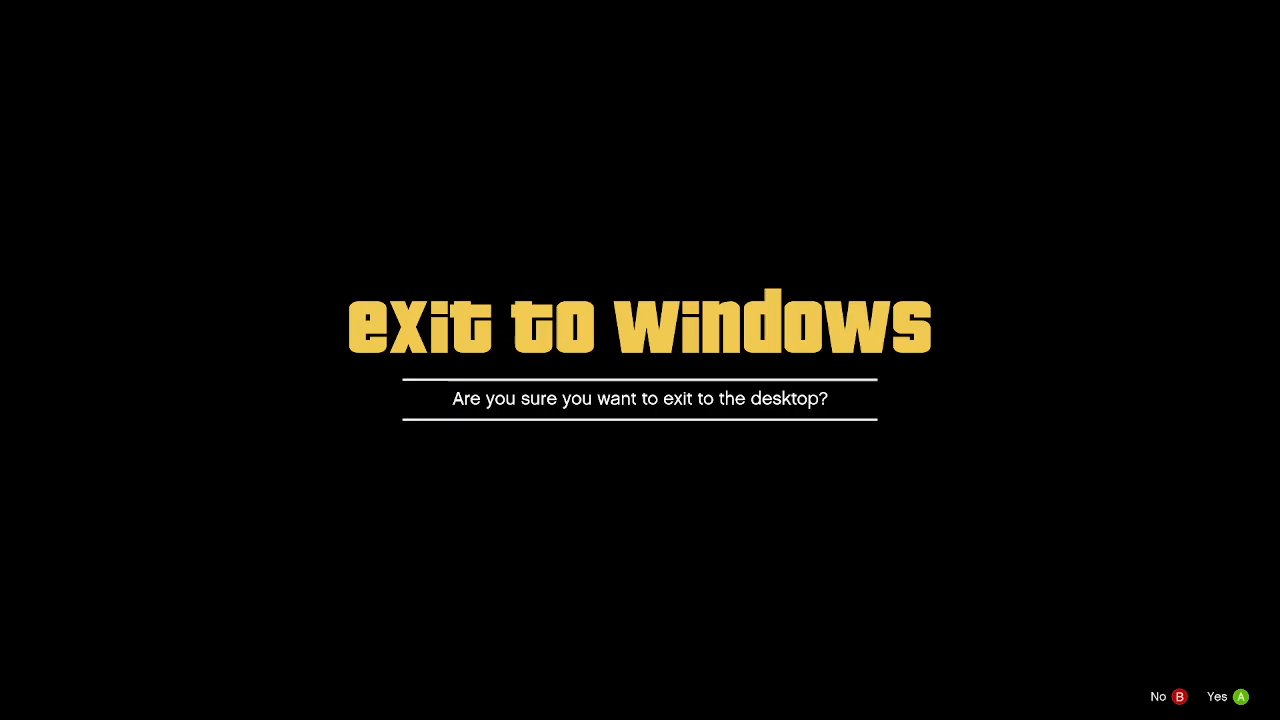 exit to windows
Are you sure you want to exit to the desktop?
No B Yes A